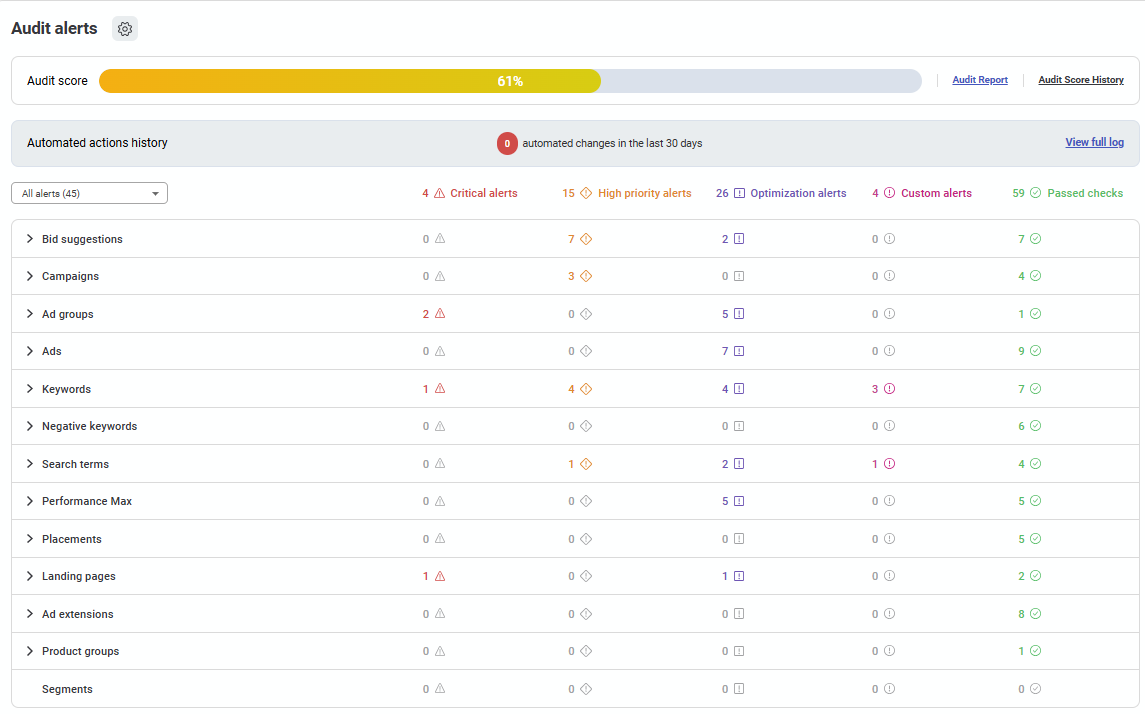 Audit alerts
Audit score 61% Audit Report Audit Score History
Automated actions history 0 automated changes in the last 30 days View full log
All alerts (45) 4 Critical alerts 15 High priority alerts 26 Optimization alerts 4 Custom alerts 59 Passed checks
Bid suggestions 0 7 2 0 7
Campaigns 0 3 0 0 4
Ad groups 2 0 5 0 1
Ads 0 0 7 0 9
Keywords 1 4 4 3 7
Negative keywords 0 0 0 0 6
Search terms 0 1 2 1 4
Performance Max 0 0 5 0 5
Placements 0 0 0 0 5
Landing pages 1 0 1 0 2
Ad extensions 0 0 0 0 8
Product groups 0 0 0 0 1
Segments 0 0 0 0 0